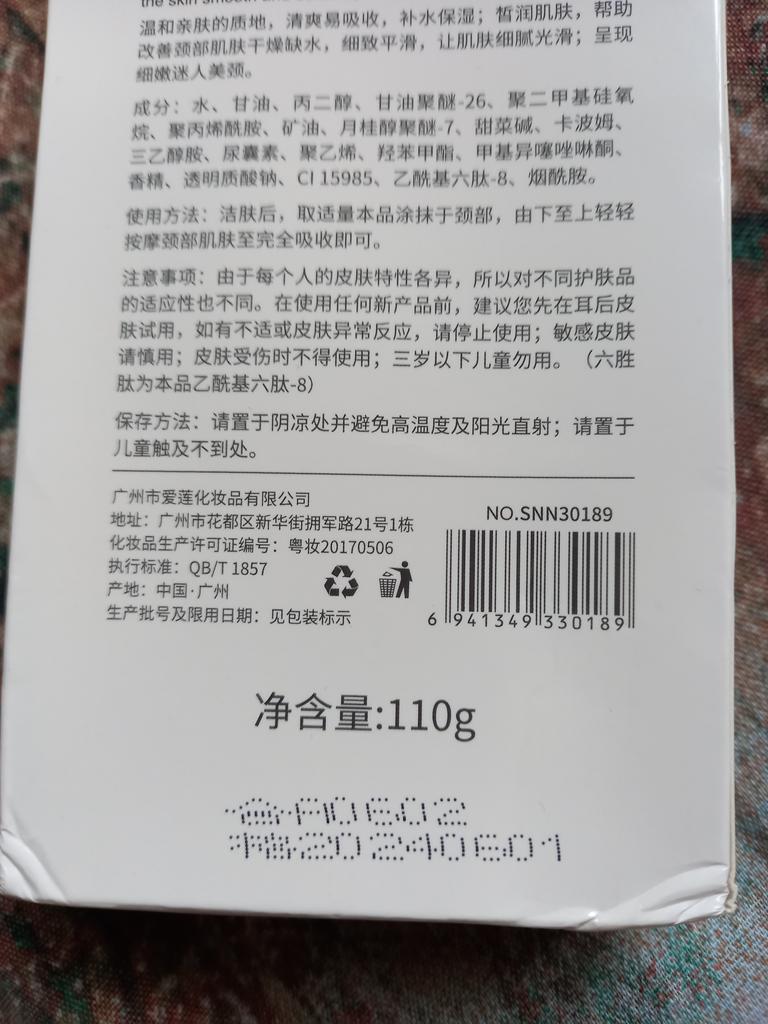 the skin smooth and
温和亲肤的质地，清爽易吸收，补水保湿；皙润肌肤，帮助
改善颈部肌肤干燥缺水，细致平滑，让肌肤细腻光滑；呈现
细嫩迷人美颈。
成分：水、甘油、丙二醇、甘油聚醚-26、聚二甲基硅氧
烷、聚丙烯酰胺、矿油、月桂醇聚醚-7、甜菜碱、卡波姆、
三乙醇胺、尿囊素、聚乙烯、羟苯甲酯、甲基异噻唑啉酮、
香精、透明质酸钠、CI 15985、乙酰基六肽-8、烟酰胺。
使用方法：洁肤后，取适量本品涂抹于颈部，由下至上轻轻
按摩颈部肌肤至完全吸收即可。
注意事项：由于每个人的皮肤特性各异，所以对不同护肤品
的适应性也不同。在使用任何新产品前，建议您先在耳后皮
肤试用，如有不适或皮肤异常反应，请停止使用；敏感皮肤
请慎用；皮肤受伤时不得使用；三岁以下儿童勿用。（六胜
肽为本品乙酰基六肽-8）
保存方法：请置于阴凉处并避免高温度及阳光直射；请置于
儿童触及不到处。
广州市爱莲化妆品有限公司
地址：广州市花都区新华街拥军路21号1栋
化妆品生产许可证编号：粤妆20170506
执行标准：QB/T 1857
产地：中国·广州
生产批号及限用日期：见包装标示
NO.SNN30189
6 941349 330189
净含量:110g
A0602
20240601